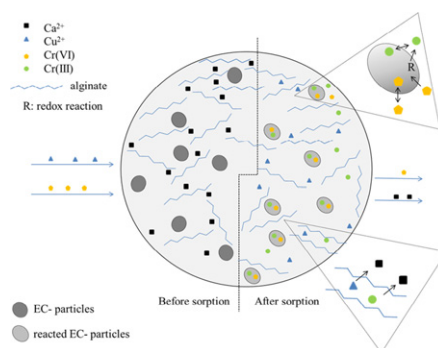 Ca²⁺
Cu²⁺
Cr(VI)
Cr(III)
alginate
R: redox reaction
R
EC- particles
reacted EC- particles
Before sorption
After sorption